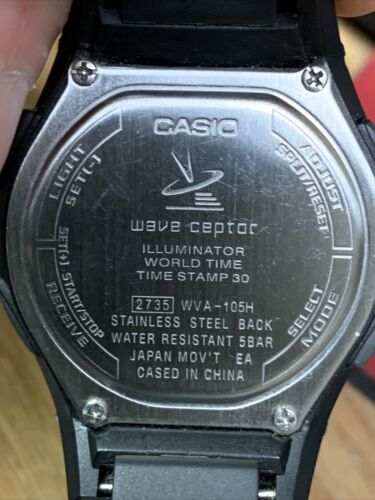 CASIO
LIGHT
SET(-)
ADJUST
SPLIT/RESET
wave ceptor
ILLUMINATOR
WORLD TIME
TIME STAMP 30
SET(+) START/STOP
RECEIVE
SELECT
MODE
2735 WVA-105H
STAINLESS STEEL BACK
WATER RESISTANT 5BAR
JAPAN MOV'T EA
CASED IN CHINA